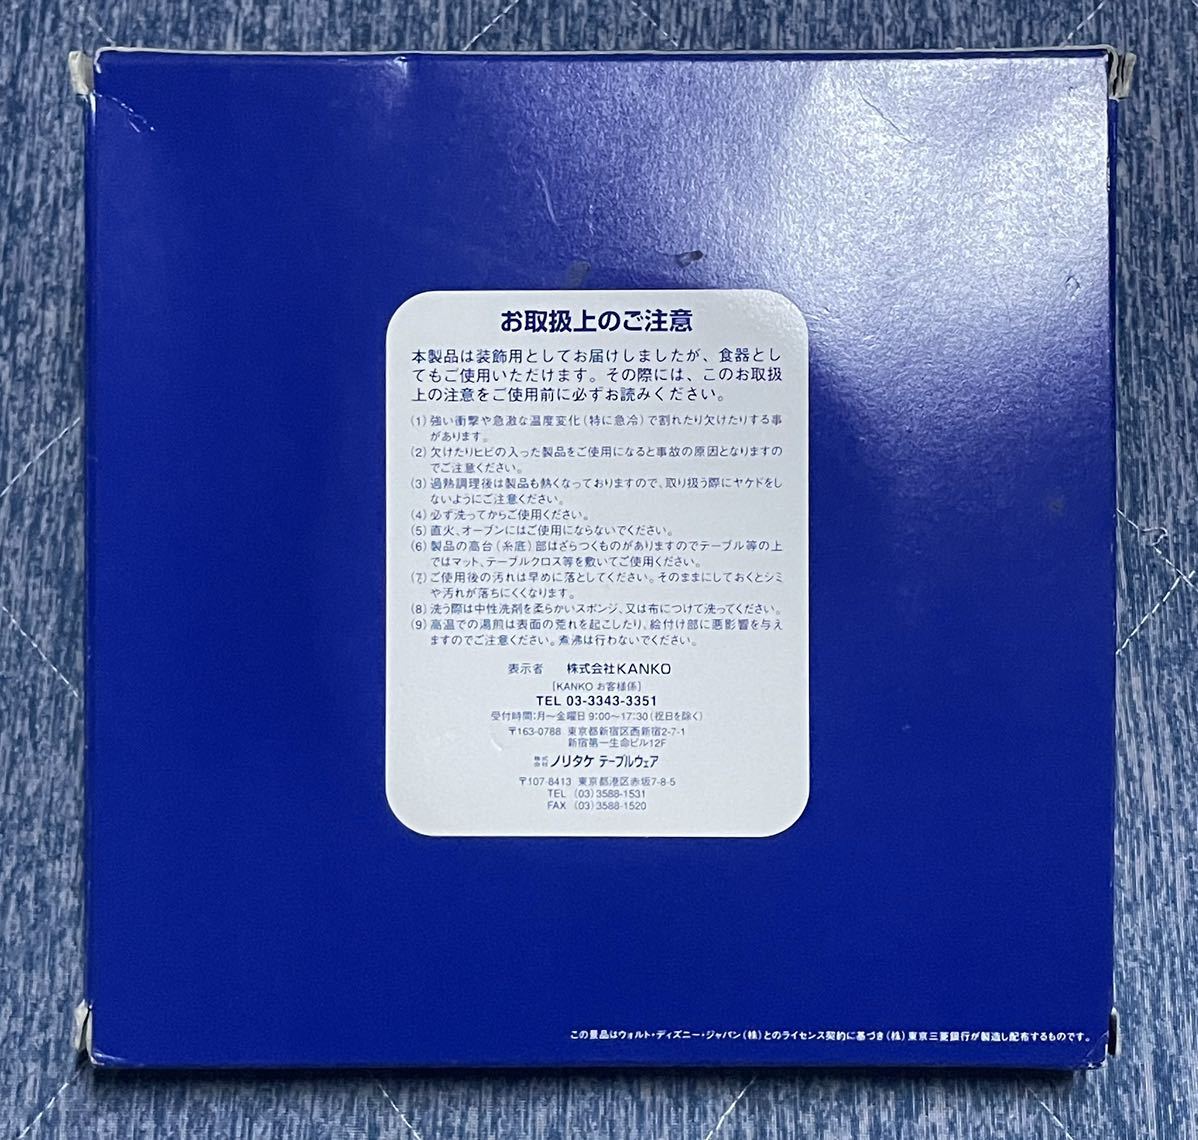 お取扱上のご注意
本製品は装飾用としてお届けしましたが、食器とし
てもご使用いただけます。その際には、このお取扱
上の注意をご使用前に必ずお読みください。
(1)強い衝撃や急激な温度変化(特に急冷)で割れたり欠けたりする事
があります。
(2)欠けたりヒビの入った製品をご使用になると事故の原因となりますの
でご注意ください。
(3)過熱調理後は製品も熱くなっておりますので、取り扱う際にヤケドをし
ないようにご注意ください。
(4)必ず洗ってからご使用ください。
(5)直火、オーブンにはご使用にならないでください。
(6)製品の高台(糸底)部はざらつくものがありますのでテーブル等の上
ではマット、テーブルクロス等を敷いてご使用ください。
(7)ご使用後の汚れは早めに落としてください。そのままにしておくとシミ
や汚れが落ちにくくなります。
(8)洗う際は中性洗剤を柔らかいスポンジ、又は布につけて洗ってください。
(9)高温での湯煎は表面の荒れを起こしたり、絵付け部に悪影響を与え
ますのでご注意ください。煮沸は行わないでください。
表示者 株式会社KANKO
[KANKO お客様係]
TEL 03-3343-3351
受付時間:月〜金曜日 9:00〜17:30(祝日を除く)
〒163-0788 東京都新宿区西新宿2-7-1
新宿第一生命ビル12F
株式会社 ノリタケ テーブルウェア
〒107-8413 東京都港区赤坂7-8-5
TEL (03)3588-1531
FAX (03)3588-1520
この景品はウォルト・ディズニー・ジャパン(株)とのライセンス契約に基づき(株)東京三菱銀行が製造し配布するものです。